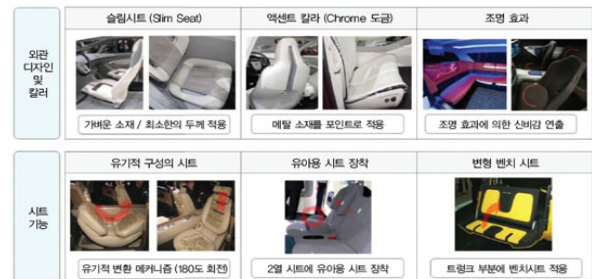 슬림시트 (Slim Seat)
액센트 칼라 (Chrome 도금)
조명 효과
외관
디자인
및
칼러
가벼운 소재 / 최소한의 두께 적용
메탈 소재를 포인트로 적용
조명 효과에 의한 신비감 연출
유기적 구성의 시트
유아용 시트 장착
변형 벤치 시트
시트
기능
유기적 변환 메커니즘 (180도 회전)
2열 시트에 유아용 시트 장착
트렁크 부분에 벤치시트 적용